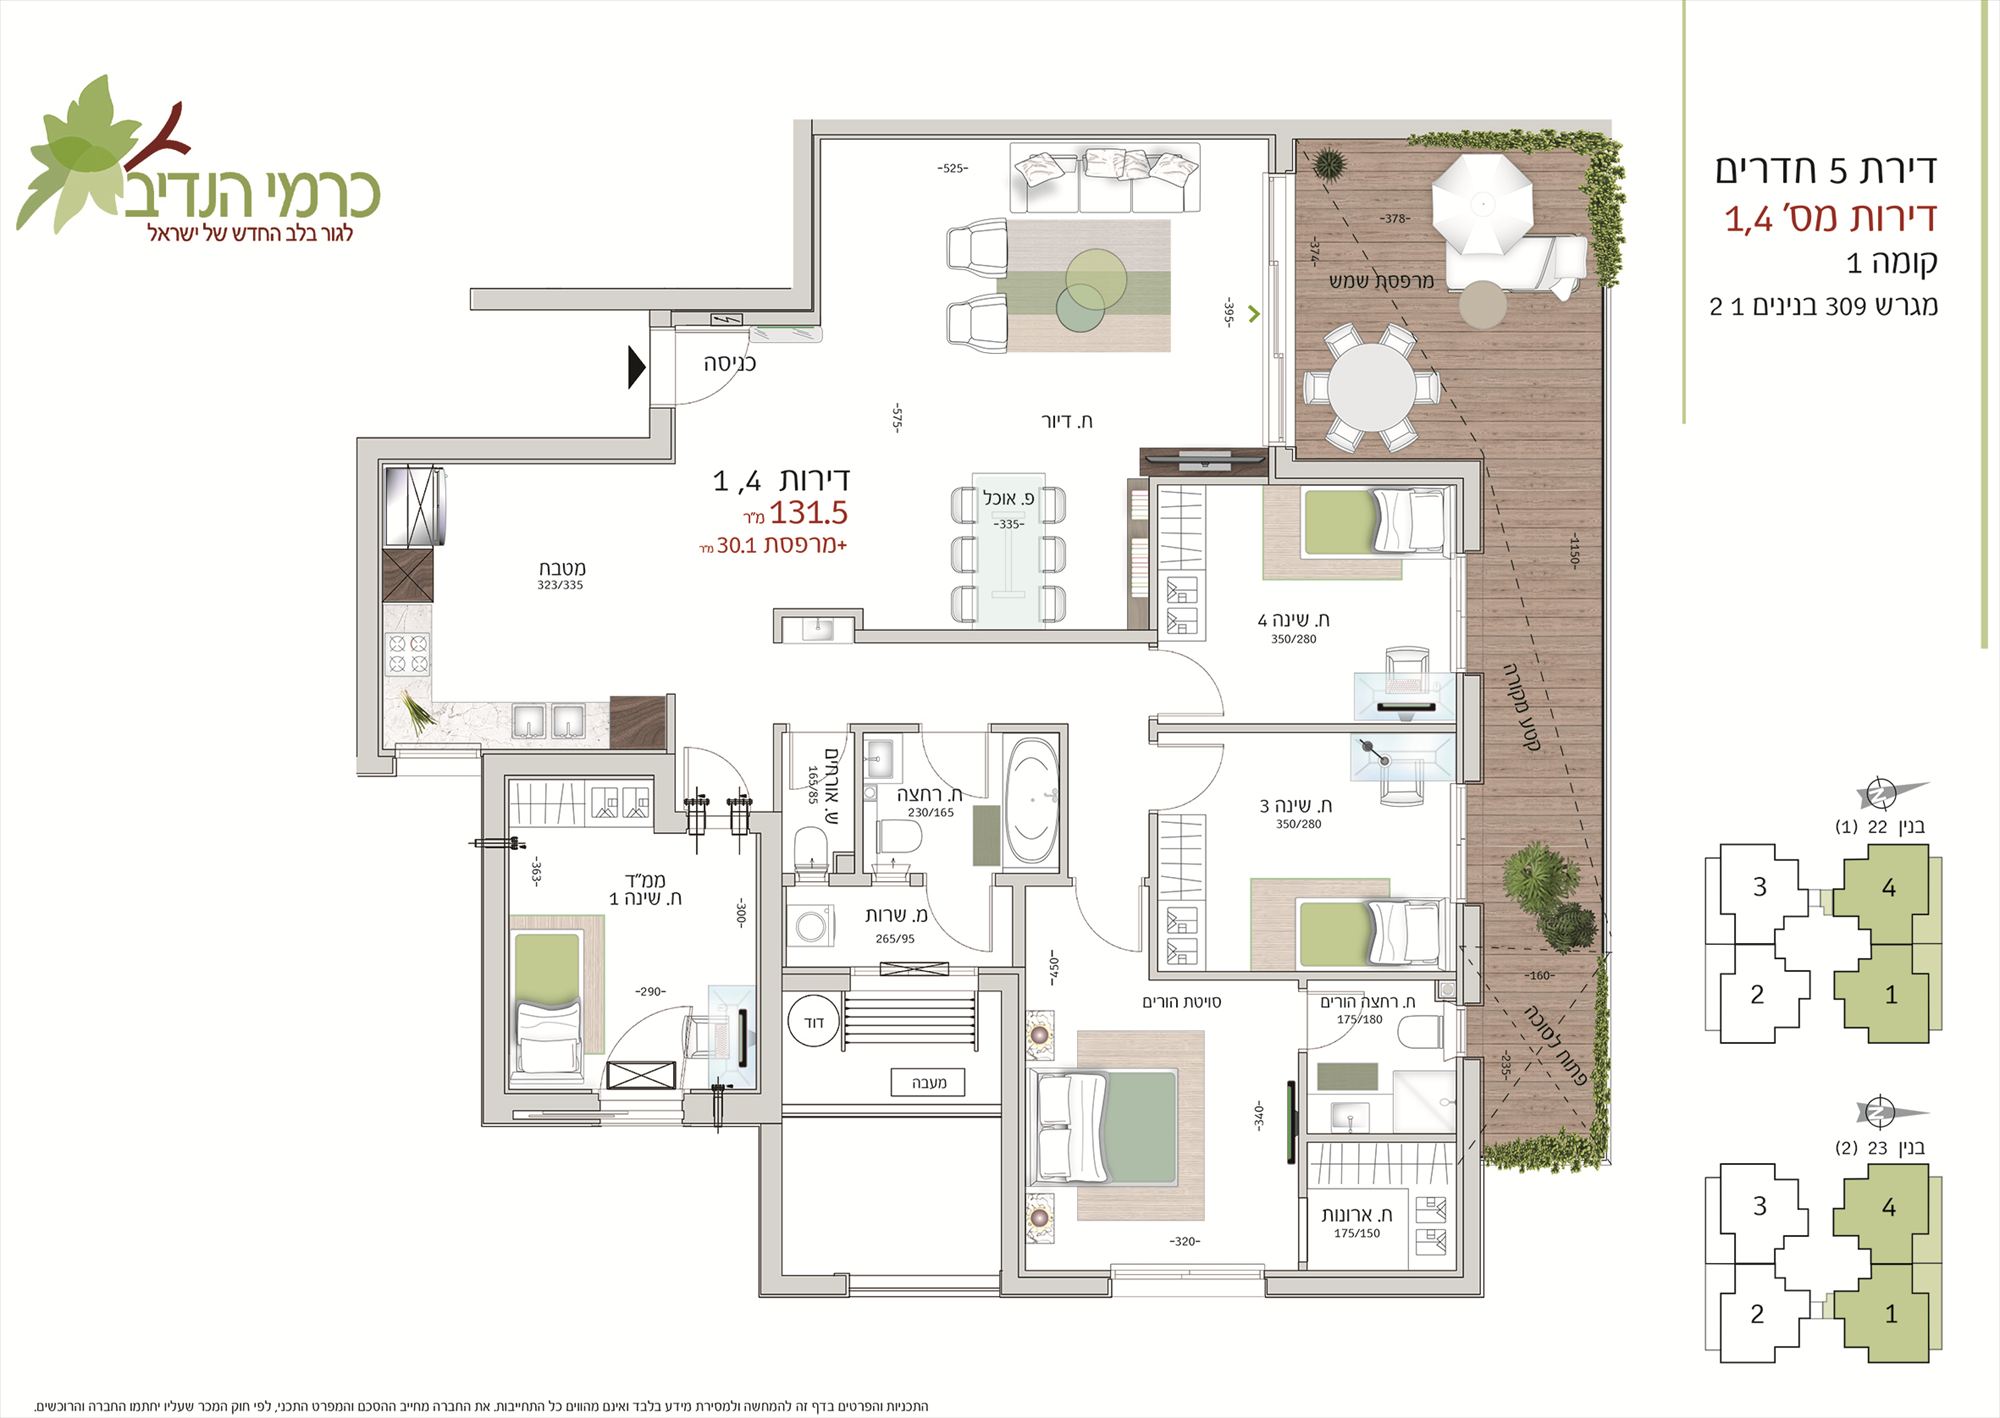 כרמי הנדיב
לגור בלב החדש של ישראל
דירת 5 חדרים
דירות מס' 1,4
קומה 1
מגרש 309 בנינים 1 2
-525-
-378-
-374-
מרפסת שמש
-395-
כניסה
-575-
ח. דיור
דירות 4, 1
131.5 מ"ר
+מרפסת 30.1 מ"ר
פ. אוכל
-335-
מטבח
323/335
-1150-
ח. שינה 4
350/280
קטע מקורה
ש. אורחים
165/85
ח. רחצה
230/165
ח. שינה 3
350/280
-363-
ממ"ד
ח. שינה 1
-300-
-290-
מ. שרות
265/95
-450-
סויטת הורים
ח. רחצה הורים
175/180
-160-
פתוח לסוכה
-235-
דוד
מעבה
-340-
-320-
ח. ארונות
175/150
N
בנין 22 (1)
3
4
2
1
N
בנין 23 (2)
3
4
2
1
התכניות והפרטים בדף זה להמחשה ולמסירת מידע בלבד ואינם מהווים כל התחייבות. את החברה מחייב ההסכם והמפרט התכני, לפי חוק המכר שעליו יחתמו החברה והרוכשים.